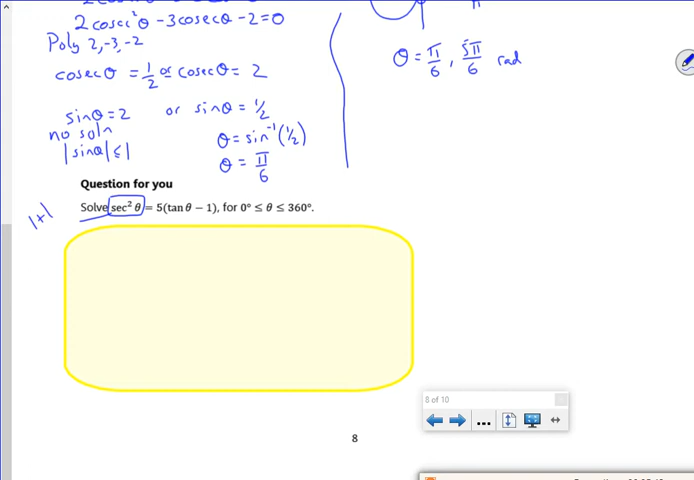 2cosec²θ - 3cosecθ - 2 = 0
Poly 2, -3, -2
cosecθ = 1/2 or cosecθ = 2
sinθ = 2 or sinθ = 1/2
no soln θ = sin⁻¹(1/2)
|sinθ| ≤ 1 θ = π/6
θ = π/6, 5π/6 rad
Question for you
Solve sec² θ = 5(tan θ − 1), for 0° ≤ θ ≤ 360°.
1+1
8 of 10
...
8